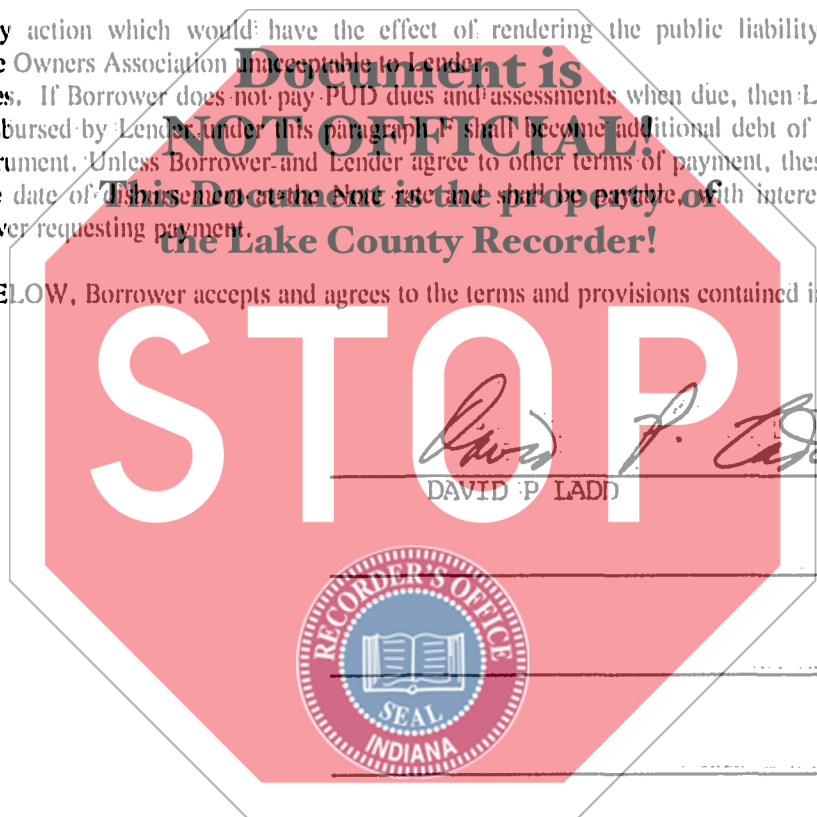 y action which would have the effect of rendering the public liability
e Owners Association unacceptable to Lender.
Document is
es. If Borrower does not pay PUD dues and assessments when due, then L
bursed by Lender under this paragraph F shall become additional debt of
NOT OFFICIAL!
rument. Unless Borrower and Lender agree to other terms of payment, thes
e date of disbursement at the Note rate and shall be payable, with intere
This Document is the property of
ver requesting payment.
the Lake County Recorder!
ELOW, Borrower accepts and agrees to the terms and provisions contained i
STOP
David P. Ladd
DAVID P LADD
RECORDER'S OFFICE
SEAL
INDIANA